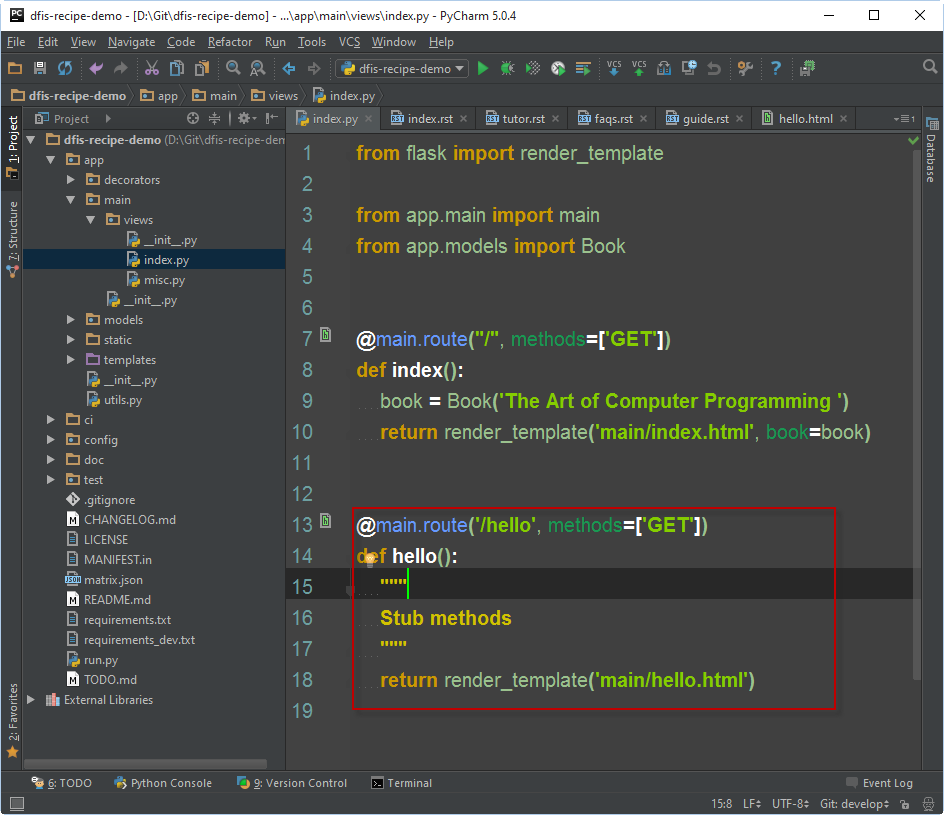 dfis-recipe-demo - [D:\Git\dfis-recipe-demo] - ...\app\main\views\index.py - PyCharm 5.0.4
File Edit View Navigate Code Refactor Run Tools VCS Window Help
dfis-recipe-demo VCS VCS
dfis-recipe-demo app main views index.py
Project index.py index.rst tutor.rst faqs.rst guide.rst hello.html
1: Project
7: Structure
2: Favorites
dfis-recipe-demo (D:\Git\dfis-recipe-dem
app
decorators
main
views
__init__.py
index.py
misc.py
__init__.py
models
static
templates
__init__.py
utils.py
ci
config
doc
test
.gitignore
CHANGELOG.md
LICENSE
MANIFEST.in
matrix.json
README.md
requirements.txt
requirements_dev.txt
run.py
TODO.md
External Libraries
1 from flask import render_template
2
3 from app.main import main
4 from app.models import Book
5
6
7 @main.route("/", methods=['GET'])
8 def index():
9 book = Book('The Art of Computer Programming ')
10 return render_template('main/index.html', book=book)
11
12
13 @main.route('/hello', methods=['GET'])
14 def hello():
15 """
16 Stub methods
17 """
18 return render_template('main/hello.html')
19
Database
6: TODO Python Console 9: Version Control Terminal Event Log
15:8 LF UTF-8 Git: develop